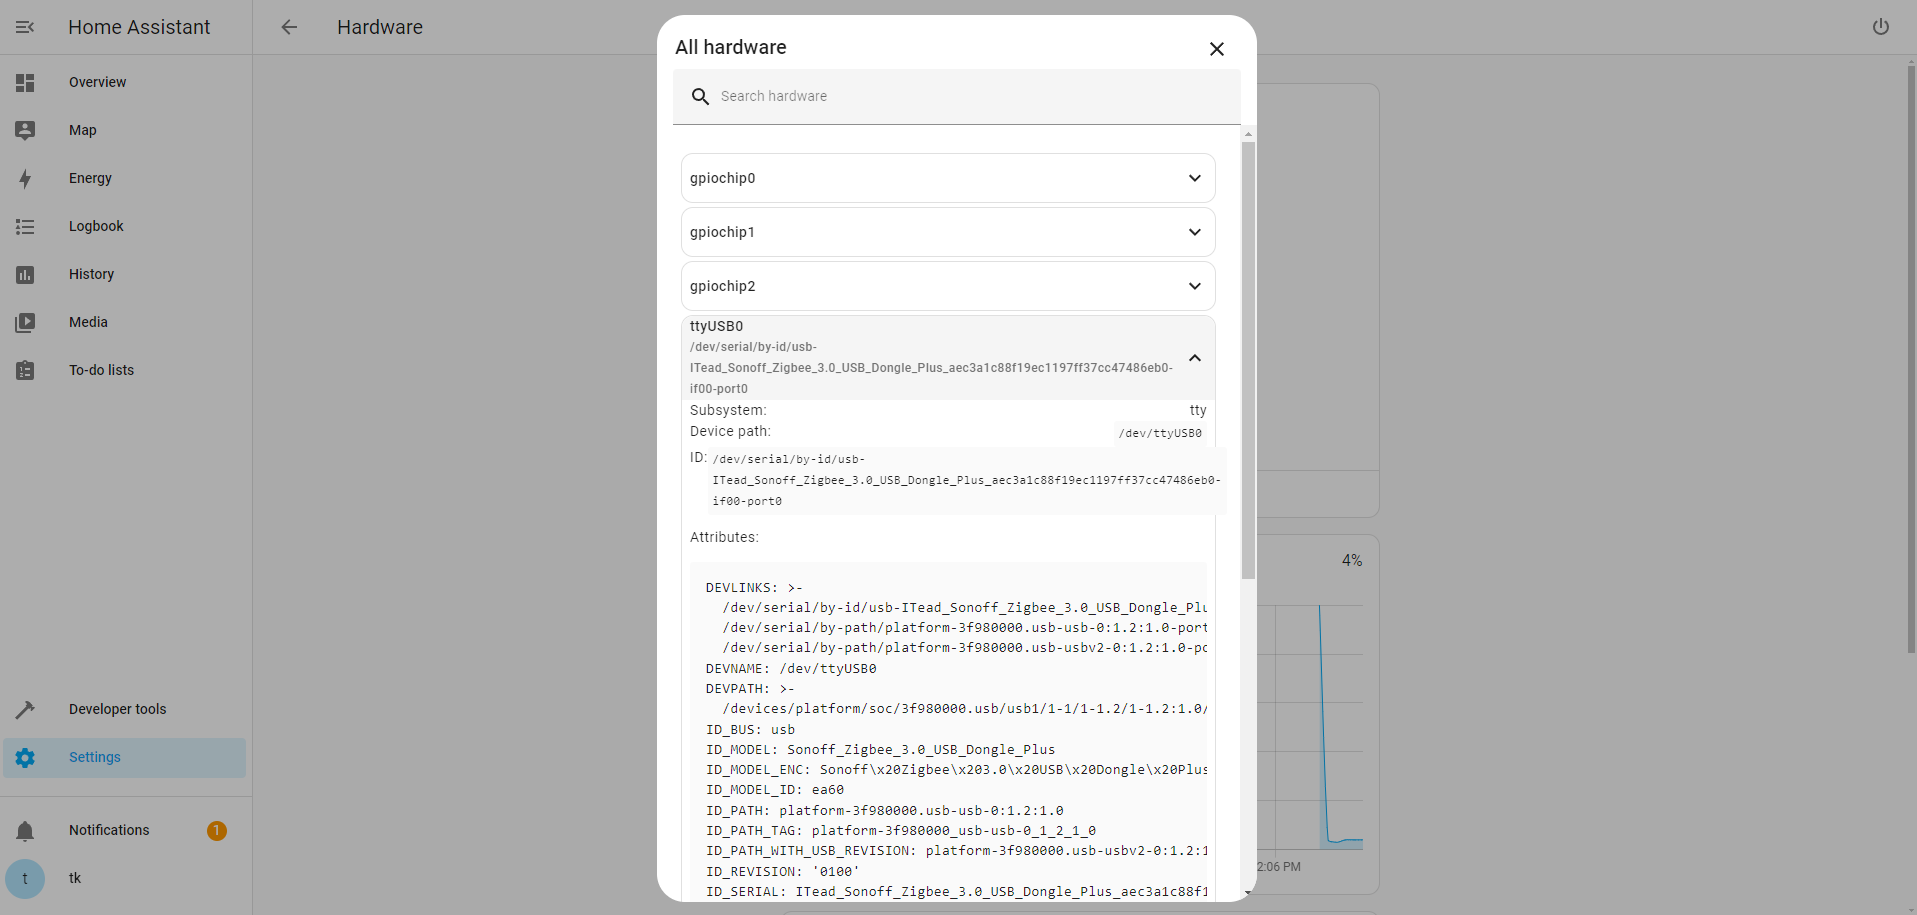 Home Assistant
Hardware
Overview
Map
Energy
Logbook
History
Media
To-do lists
Developer tools
Settings
Notifications
1
t
tk
All hardware
Search hardware
gpiochip0
gpiochip1
gpiochip2
ttyUSB0
/dev/serial/by-id/usb-
ITead_Sonoff_Zigbee_3.0_USB_Dongle_Plus_aec3a1c88f19ec1197ff37cc47486eb0-
if00-port0
Subsystem: tty
Device path: /dev/ttyUSB0
ID: /dev/serial/by-id/usb-
ITead_Sonoff_Zigbee_3.0_USB_Dongle_Plus_aec3a1c88f19ec1197ff37cc47486eb0-
if00-port0
Attributes:
DEVLINKS: >-
/dev/serial/by-id/usb-ITead_Sonoff_Zigbee_3.0_USB_Dongle_Plu
/dev/serial/by-path/platform-3f980000.usb-usb-0:1.2:1.0-port
/dev/serial/by-path/platform-3f980000.usb-usbv2-0:1.2:1.0-po
DEVNAME: /dev/ttyUSB0
DEVPATH: >-
/devices/platform/soc/3f980000.usb/usb1/1-1/1-1.2/1-1.2:1.0/
ID_BUS: usb
ID_MODEL: Sonoff_Zigbee_3.0_USB_Dongle_Plus
ID_MODEL_ENC: Sonoff\x20Zigbee\x203.0\x20USB\x20Dongle\x20Plus
ID_MODEL_ID: ea60
ID_PATH: platform-3f980000.usb-usb-0:1.2:1.0
ID_PATH_TAG: platform-3f980000_usb-usb-0_1_2_1_0
ID_PATH_WITH_USB_REVISION: platform-3f980000.usb-usbv2-0:1.2:1
ID_REVISION: '0100'
ID_SERIAL: ITead_Sonoff_Zigbee_3.0_USB_Dongle_Plus_aec3a1c88f1
4%
2:06 PM